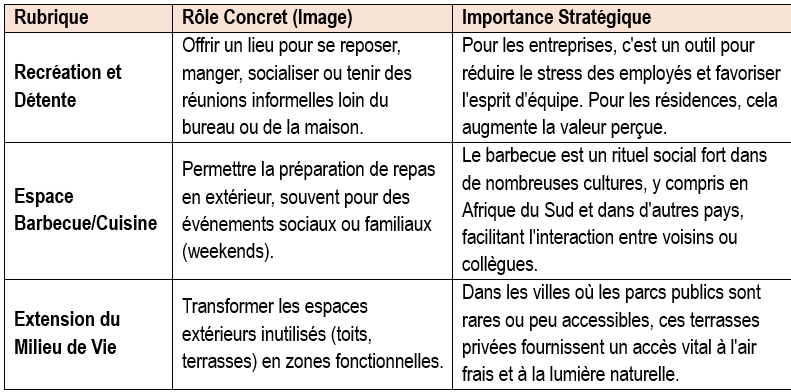 Rubrique
Rôle Concret (Image)
Importance Stratégique
Recréation et
Détente
Offrir un lieu pour se reposer,
manger, socialiser ou tenir des
réunions informelles loin du
bureau ou de la maison.
Pour les entreprises, c'est un outil pour
réduire le stress des employés et favoriser
l'esprit d'équipe. Pour les résidences, cela
augmente la valeur perçue.
Espace
Barbecue/Cuisine
Permettre la préparation de repas
en extérieur, souvent pour des
événements sociaux ou familiaux
(weekends).
Le barbecue est un rituel social fort dans
de nombreuses cultures, y compris en
Afrique du Sud et dans d'autres pays,
facilitant l'interaction entre voisins ou
collègues.
Extension du
Milieu de Vie
Transformer les espaces
extérieurs inutilisés (toits,
terrasses) en zones fonctionnelles.
Dans les villes où les parcs publics sont
rares ou peu accessibles, ces terrasses
privées fournissent un accès vital à l'air
frais et à la lumière naturelle.